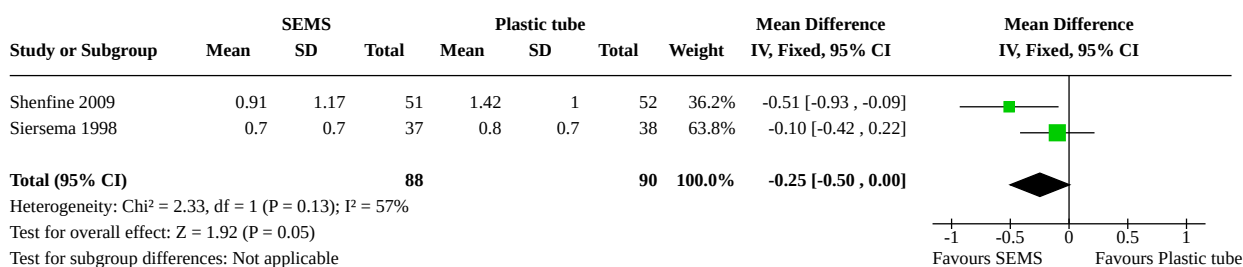 SEMS Plastic tube Mean Difference Mean Difference
Study or Subgroup Mean SD Total Mean SD Total Weight IV, Fixed, 95% CI IV, Fixed, 95% CI
Shenfine 2009 0.91 1.17 51 1.42 1 52 36.2% -0.51 [-0.93 , -0.09]
Siersema 1998 0.7 0.7 37 0.8 0.7 38 63.8% -0.10 [-0.42 , 0.22]
Total (95% CI) 88 90 100.0% -0.25 [-0.50 , 0.00]
Heterogeneity: Chi² = 2.33, df = 1 (P = 0.13); I² = 57%
Test for overall effect: Z = 1.92 (P = 0.05)
Test for subgroup differences: Not applicable
-1 -0.5 0 0.5 1
Favours SEMS Favours Plastic tube